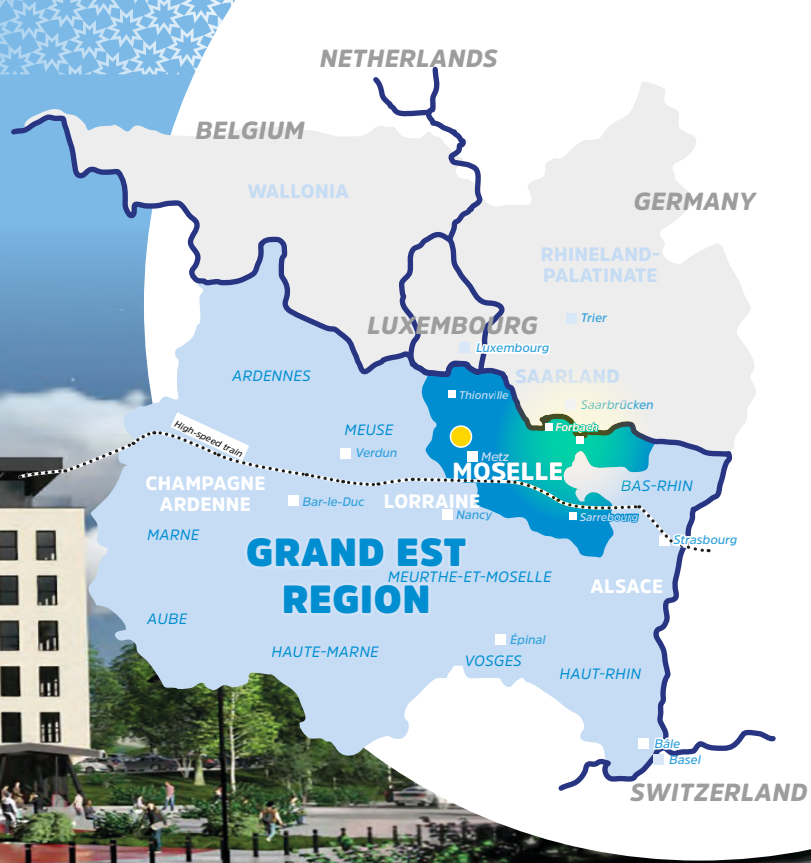 NETHERLANDS
BELGIUM
WALLONIA
GERMANY
RHINELAND-
PALATINATE
Trier
LUXEMBOURG
Luxembourg
SAARLAND
ARDENNES
Thionville
Saarbrücken
Forbach
High-speed train
MEUSE
Verdun
Metz
MOSELLE
CHAMPAGNE
ARDENNE
BAS-RHIN
Bar-le-Duc
LORRAINE
Nancy
Sarrebourg
MARNE
Strasbourg
GRAND EST
REGION
MEURTHE-ET-MOSELLE
ALSACE
AUBE
HAUTE-MARNE
Épinal
VOSGES
HAUT-RHIN
Bâle
Basel
SWITZERLAND